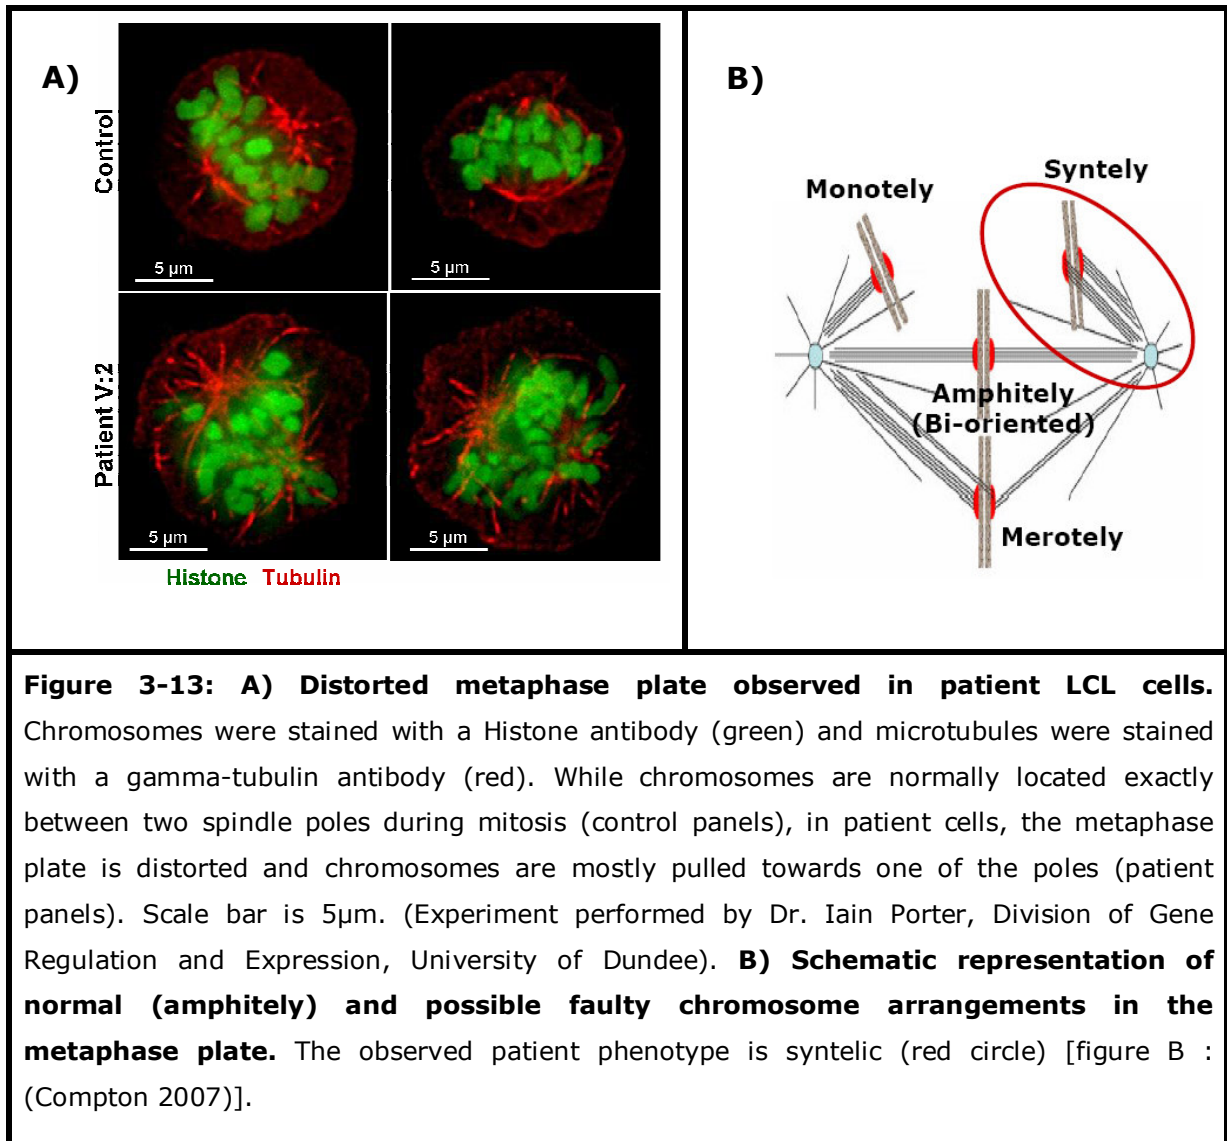 A)
Control
5 µm
5 µm
Patient V:2
5 µm
5 µm
Histone Tubulin
B)
Syntely
Monotely
Amphitely
(Bi-oriented)
Merotely
Figure 3-13: A) Distorted metaphase plate observed in patient LCL cells.
Chromosomes were stained with a Histone antibody (green) and microtubules were stained
with a gamma-tubulin antibody (red). While chromosomes are normally located exactly
between two spindle poles during mitosis (control panels), in patient cells, the metaphase
plate is distorted and chromosomes are mostly pulled towards one of the poles (patient
panels). Scale bar is 5µm. (Experiment performed by Dr. Iain Porter, Division of Gene
Regulation and Expression, University of Dundee). B) Schematic representation of
normal (amphitely) and possible faulty chromosome arrangements in the
metaphase plate. The observed patient phenotype is syntelic (red circle) [figure B :
(Compton 2007)].